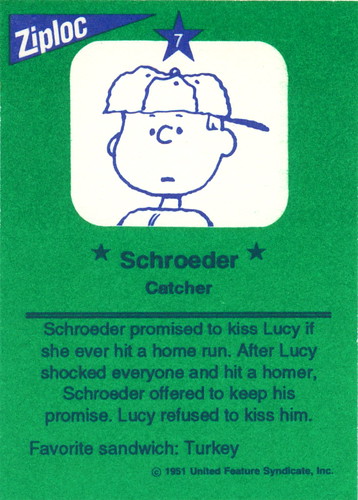 Ziploc
7
Schroeder
Catcher
Schroeder promised to kiss Lucy if
she ever hit a home run. After Lucy
shocked everyone and hit a homer,
Schroeder offered to keep his
promise. Lucy refused to kiss him.
Favorite sandwich: Turkey
© 1951 United Feature Syndicate, Inc.